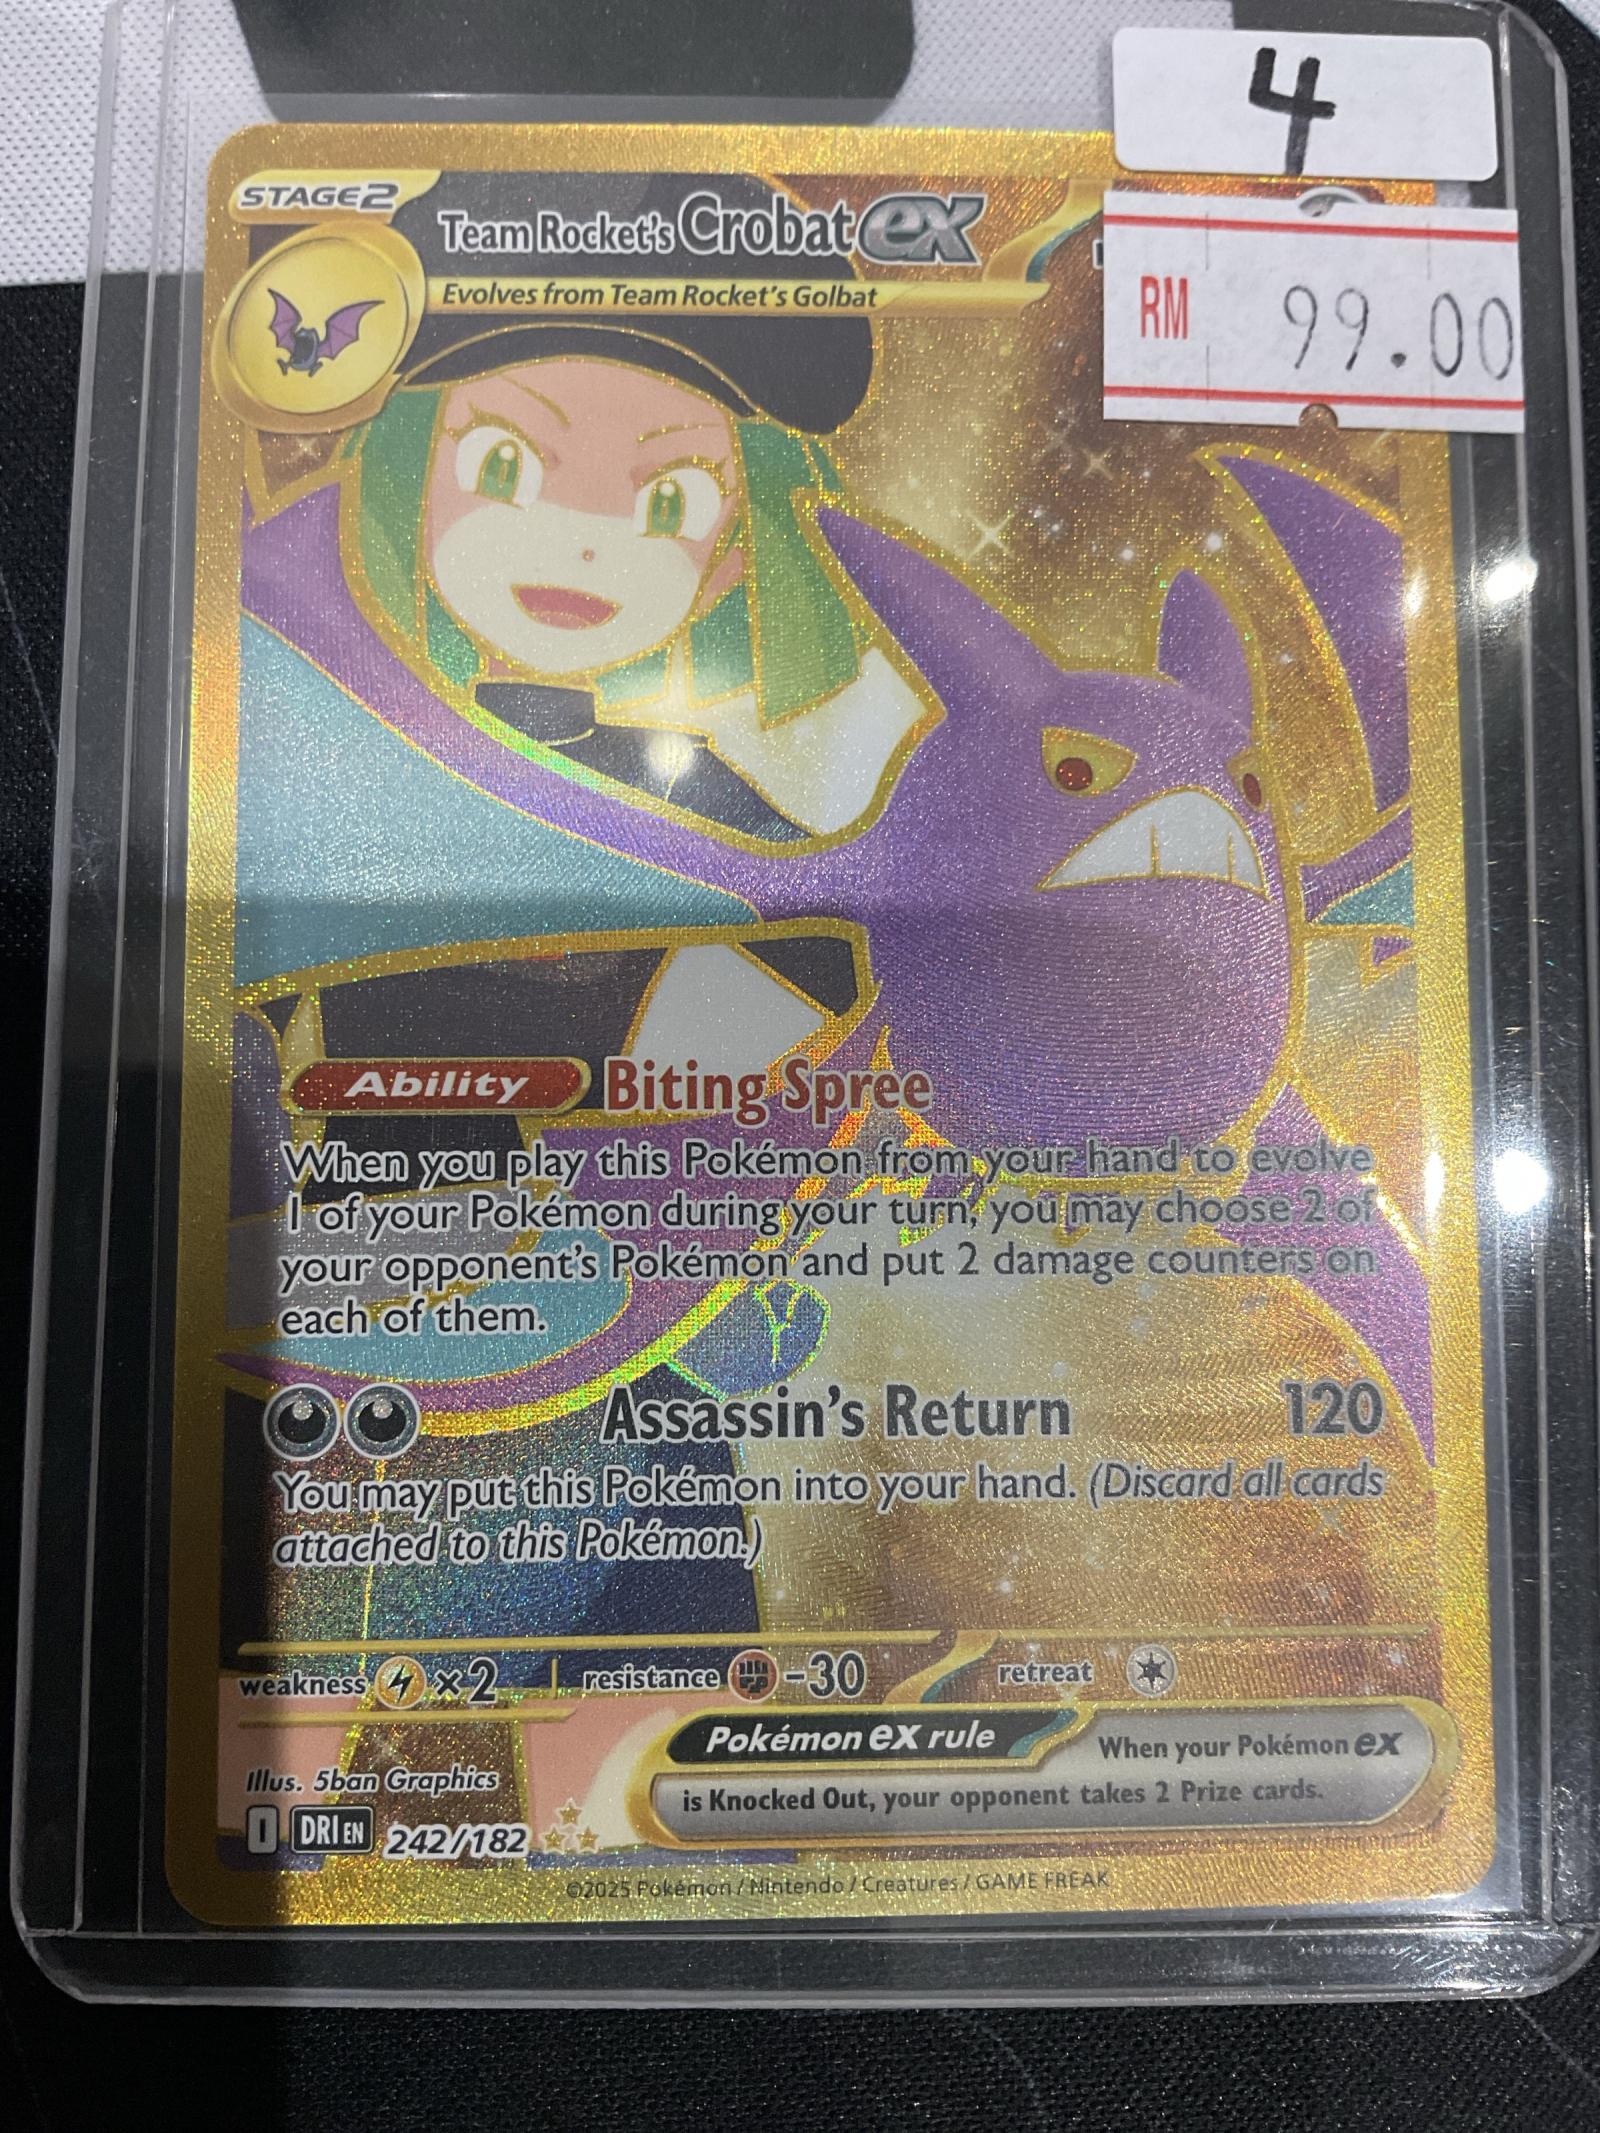 4
STAGE2
Team Rocket's Crobat ex
Evolves from Team Rocket's Golbat
RM 99.00
Ability Biting Spree
When you play this Pokémon from your hand to evolve
1 of your Pokémon during your turn, you may choose 2 of
your opponent's Pokémon and put 2 damage counters on
each of them.
Assassin's Return 120
You may put this Pokémon into your hand. (Discard all cards
attached to this Pokémon.)
weakness ×2 resistance -30 retreat
Pokémon ex rule When your Pokémon ex
is Knocked Out, your opponent takes 2 Prize cards.
Illus. 5ban Graphics
I DRI EN 242/182
©2025 Pokémon / Nintendo / Creatures / GAME FREAK